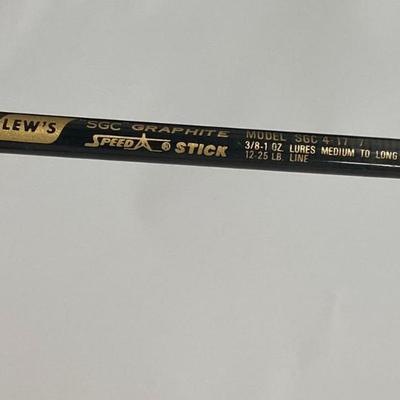 LEW'S
SGC GRAPHITE
SPEED ® STICK
MODEL SGC 4-17 7
3/8-1 OZ. LURES MEDIUM TO LONG
12-25 LB. LINE